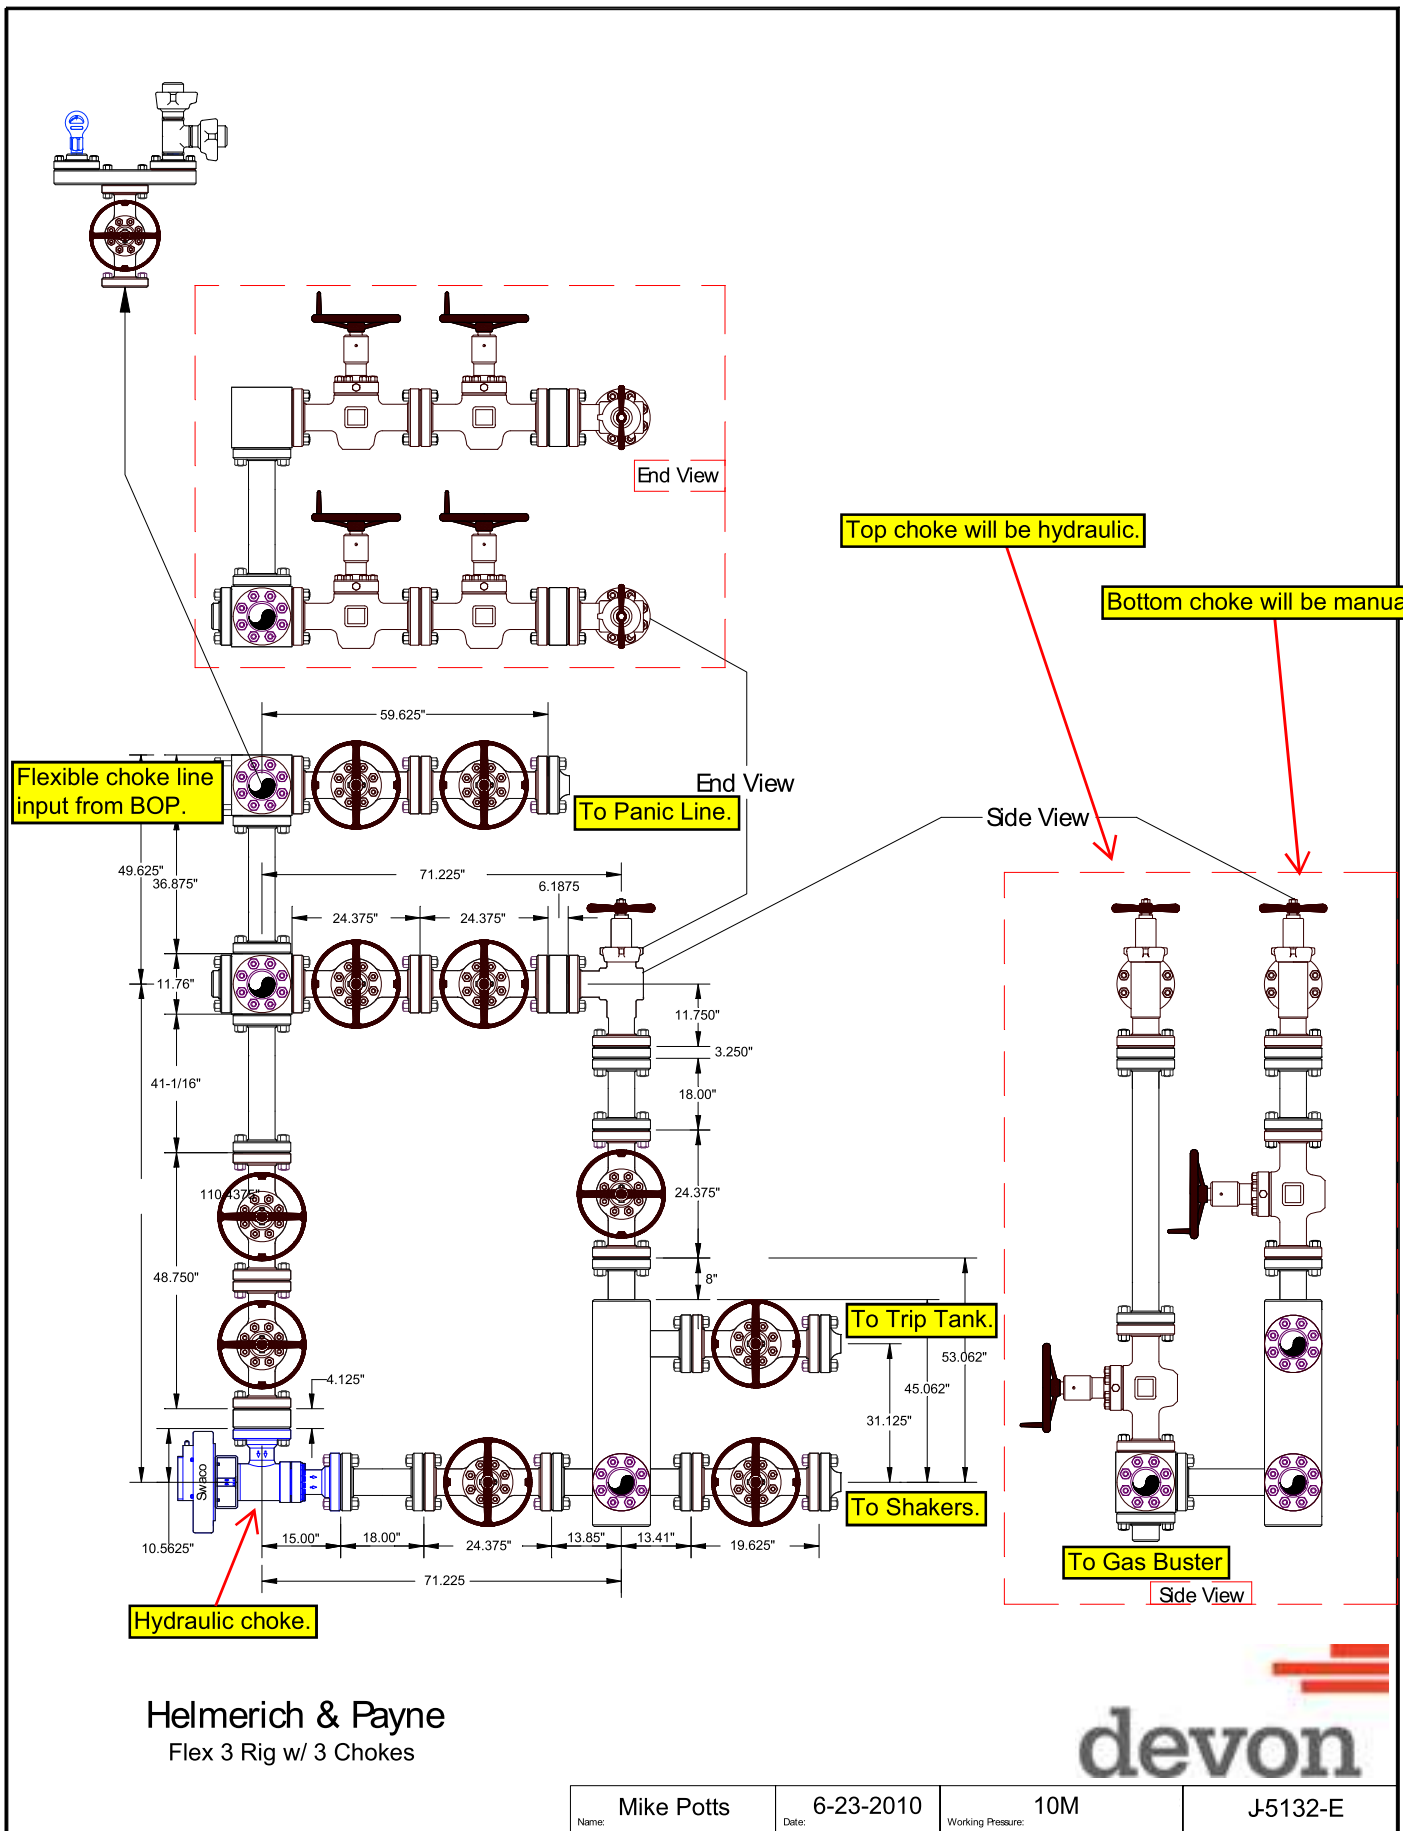 End View
Top choke will be hydraulic.
Bottom choke will be manua
59.625"
Flexible choke line
input from BOP.
End View
To Panic Line.
Side View
49.625"
36.875"
71.225"
6.1875
24.375"
24.375"
11.76"
11.750"
3.250"
41-1/16"
18.00"
110.4375"
24.375"
48.750"
8"
To Trip Tank.
53.062"
4.125"
45.062"
31.125"
Swaco
To Shakers.
10.5625"
15.00"
18.00"
24.375"
13.85"
13.41"
19.625"
To Gas Buster
71.225
Side View
Hydraulic choke.
Helmerich & Payne
Flex 3 Rig w/ 3 Chokes
devon
Name:
Mike Potts
Date:
6-23-2010
Working Pressure:
10M
J-5132-E